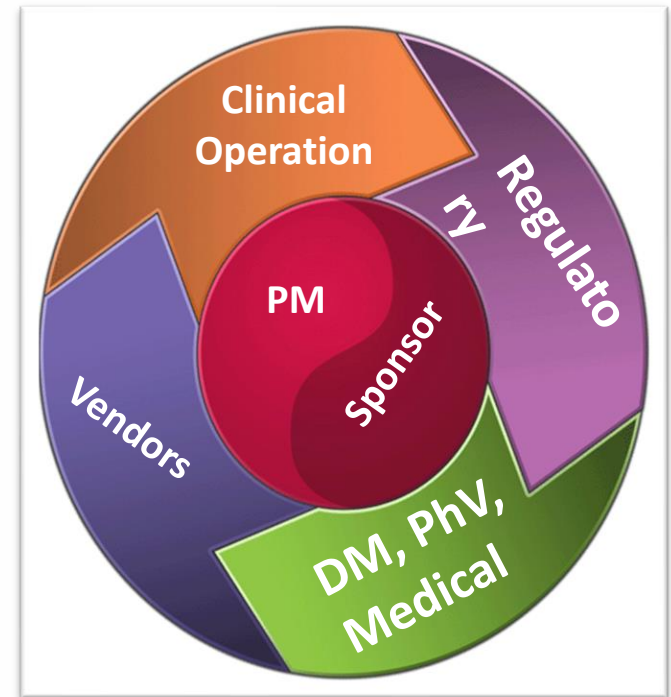 Clinical
Operation
Regulato
ry
PM
Sponsor
Vendors
DM, PhV,
Medical